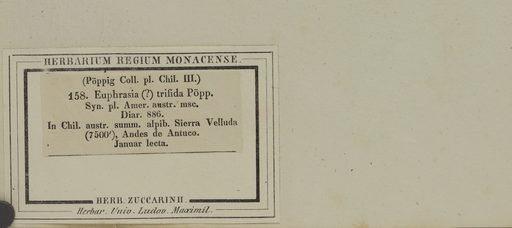 HERBARIUM REGIUM MONACENSE.
(Pöppig Coll. pl. Chil. III.)
158. Euphrasia (?) trifida Pöpp.
Syn. pl. Amer. austr. msc.
Diar. 886.
In Chil. austr. summ. alpib. Sierra Velluda
(7500'), Andes de Antuco.
Januar lecta.
HERB. ZUCCARINII.
Herbar. Univ. Ludov. Maximil.